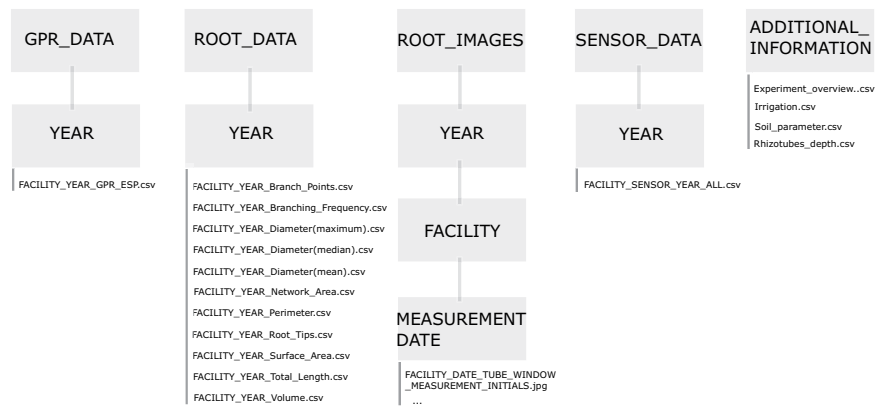 GPR_DATA
YEAR
FACILITY_YEAR_GPR_ESP.csv
ROOT_DATA
YEAR
FACILITY_YEAR_Branch_Points.csv
FACILITY_YEAR_Branching_Frequency.csv
FACILITY_YEAR_Diameter(maximum).csv
FACILITY_YEAR_Diameter(median).csv
FACILITY_YEAR_Diameter(mean).csv
FACILITY_YEAR_Network_Area.csv
FACILITY_YEAR_Perimeter.csv
FACILITY_YEAR_Root_Tips.csv
FACILITY_YEAR_Surface_Area.csv
FACILITY_YEAR_Total_Length.csv
FACILITY_YEAR_Volume.csv
ROOT_IMAGES
YEAR
FACILITY
MEASUREMENT
DATE
FACILITY_DATE_TUBE_WINDOW
_MEASUREMENT_INITIALS.jpg
...
SENSOR_DATA
YEAR
FACILITY_SENSOR_YEAR_ALL.csv
ADDITIONAL_
INFORMATION
Experiment_overview..csv
Irrigation.csv
Soil_parameter.csv
Rhizotubes_depth.csv